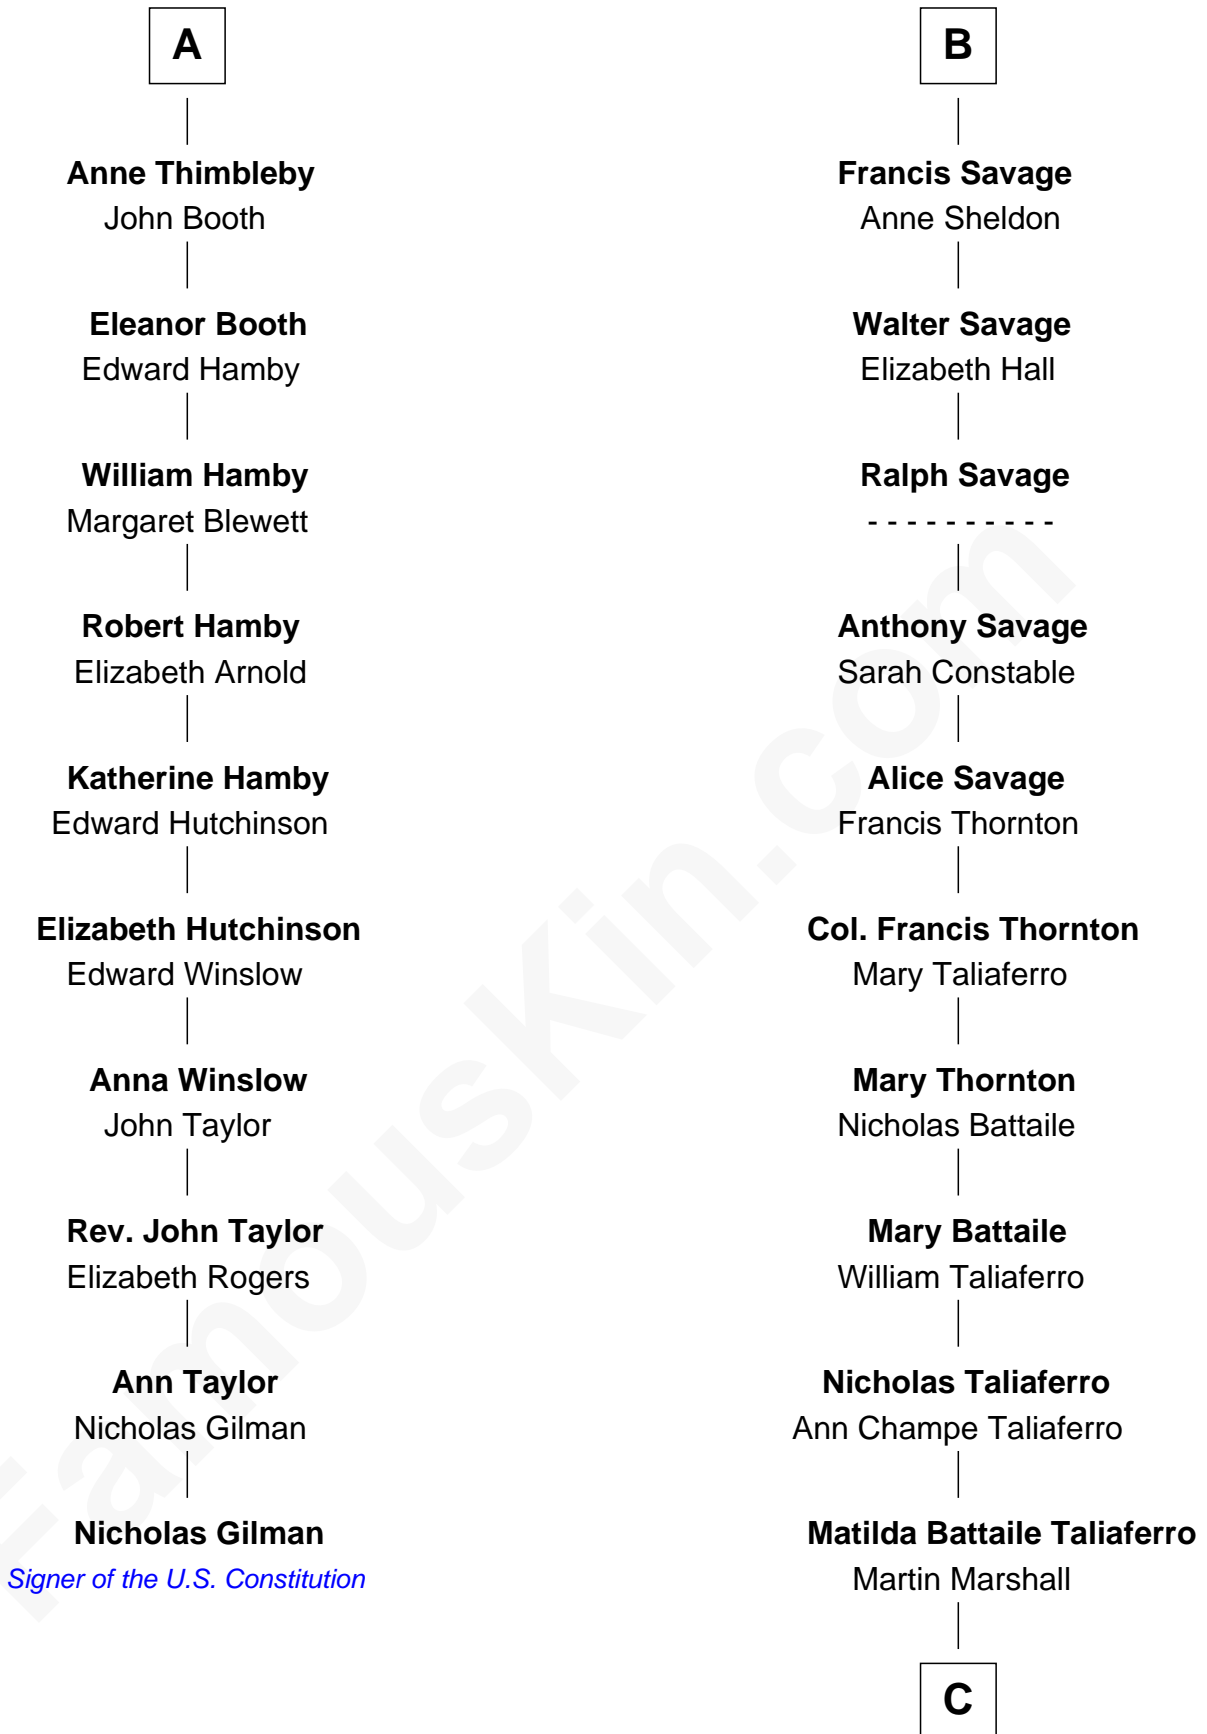 A
Anne Thimbleby
John Booth
Eleanor Booth
Edward Hamby
William Hamby
Margaret Blewett
Robert Hamby
Elizabeth Arnold
Katherine Hamby
Edward Hutchinson
Elizabeth Hutchinson
Edward Winslow
Anna Winslow
John Taylor
Rev. John Taylor
Elizabeth Rogers
Ann Taylor
Nicholas Gilman
Nicholas Gilman
Signer of the U.S. Constitution
B
Francis Savage
Anne Sheldon
Walter Savage
Elizabeth Hall
Ralph Savage
- - - - - - - - - -
Anthony Savage
Sarah Constable
Alice Savage
Francis Thornton
Col. Francis Thornton
Mary Taliaferro
Mary Thornton
Nicholas Battaile
Mary Battaile
William Taliaferro
Nicholas Taliaferro
Ann Champe Taliaferro
Matilda Battaile Taliaferro
Martin Marshall
C
FamousKin.com